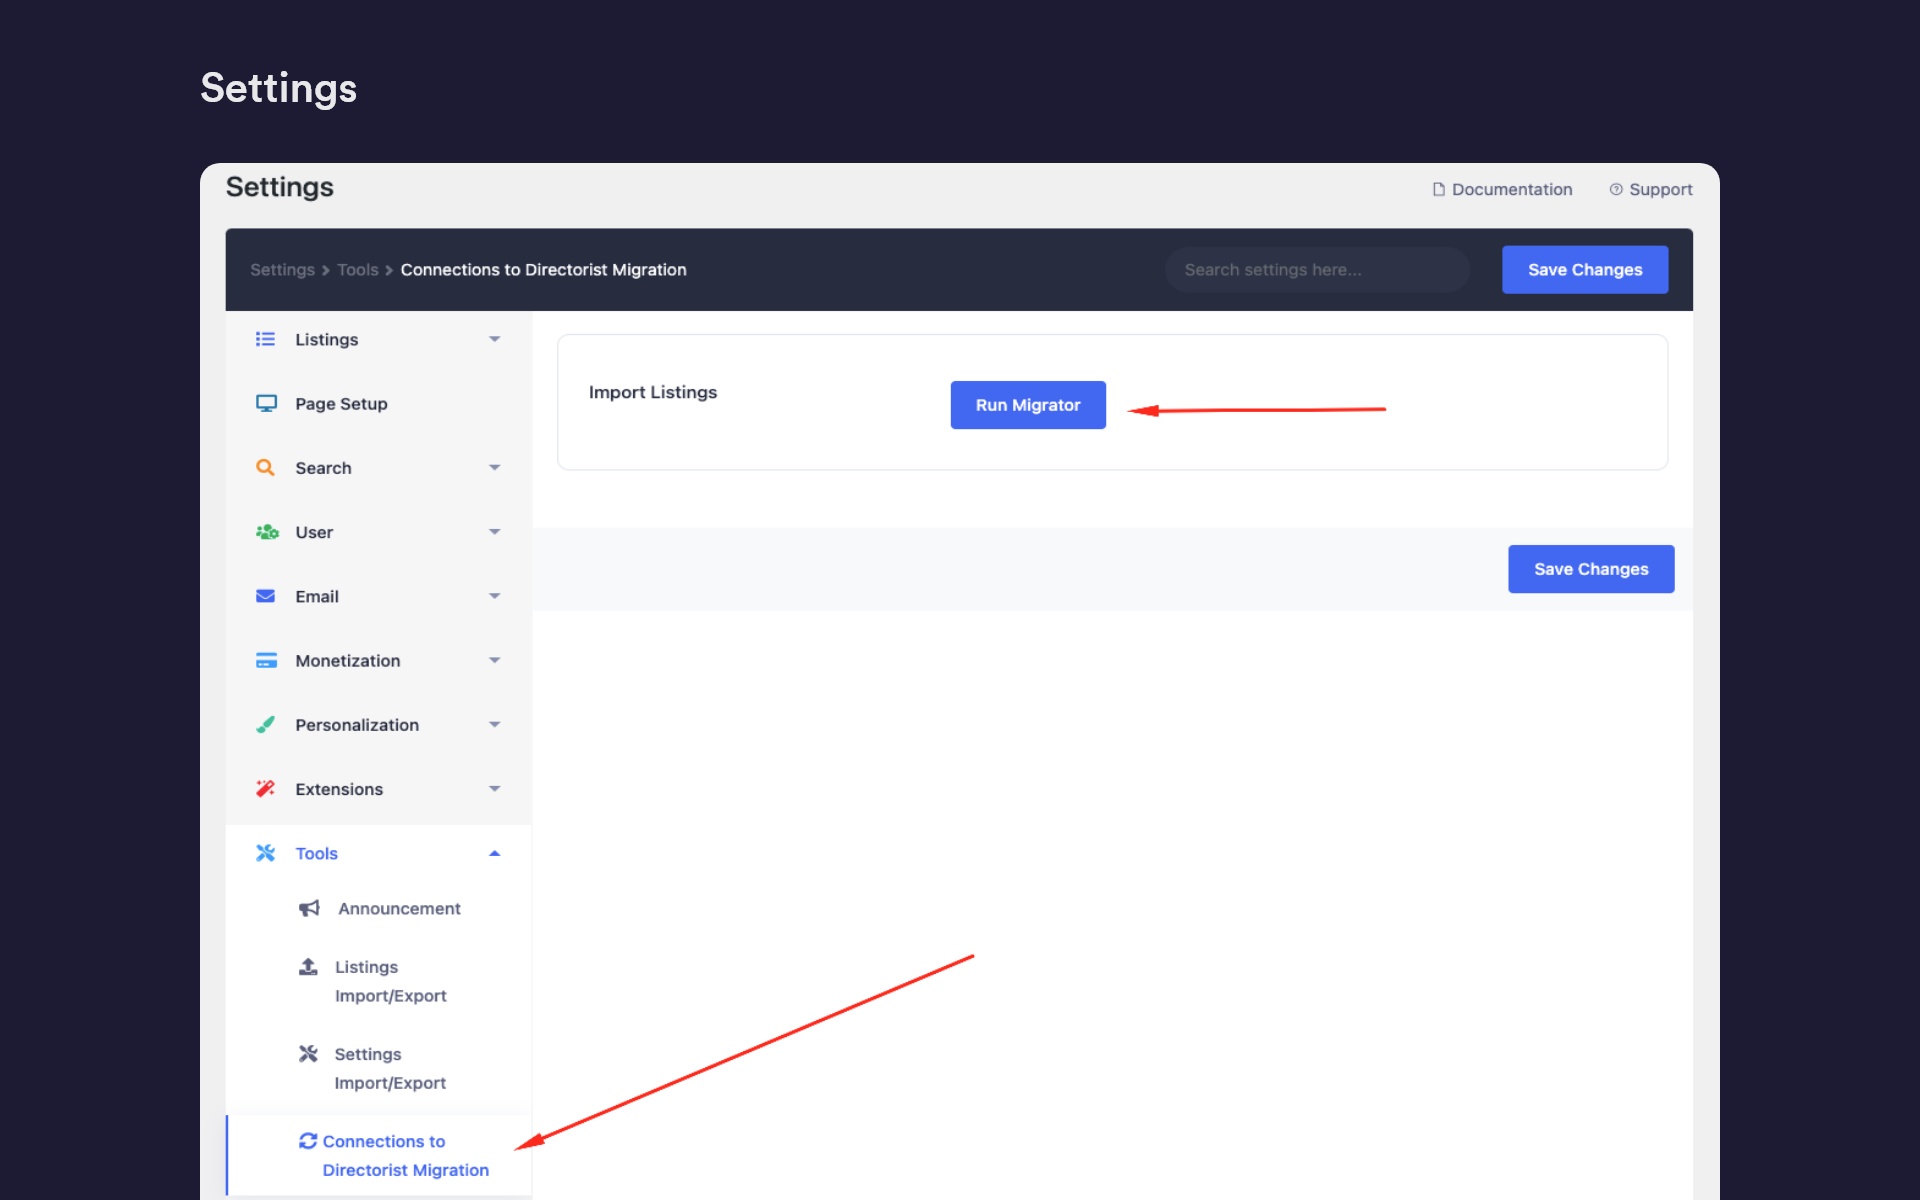 Settings
Settings
Documentation
Support
Settings > Tools > Connections to Directorist Migration
Search settings here...
Save Changes
Listings
Page Setup
Search
User
Email
Monetization
Personalization
Extensions
Tools
Announcement
Listings
Import/Export
Settings
Import/Export
Connections to
Directorist Migration
Import Listings
Run Migrator
Save Changes